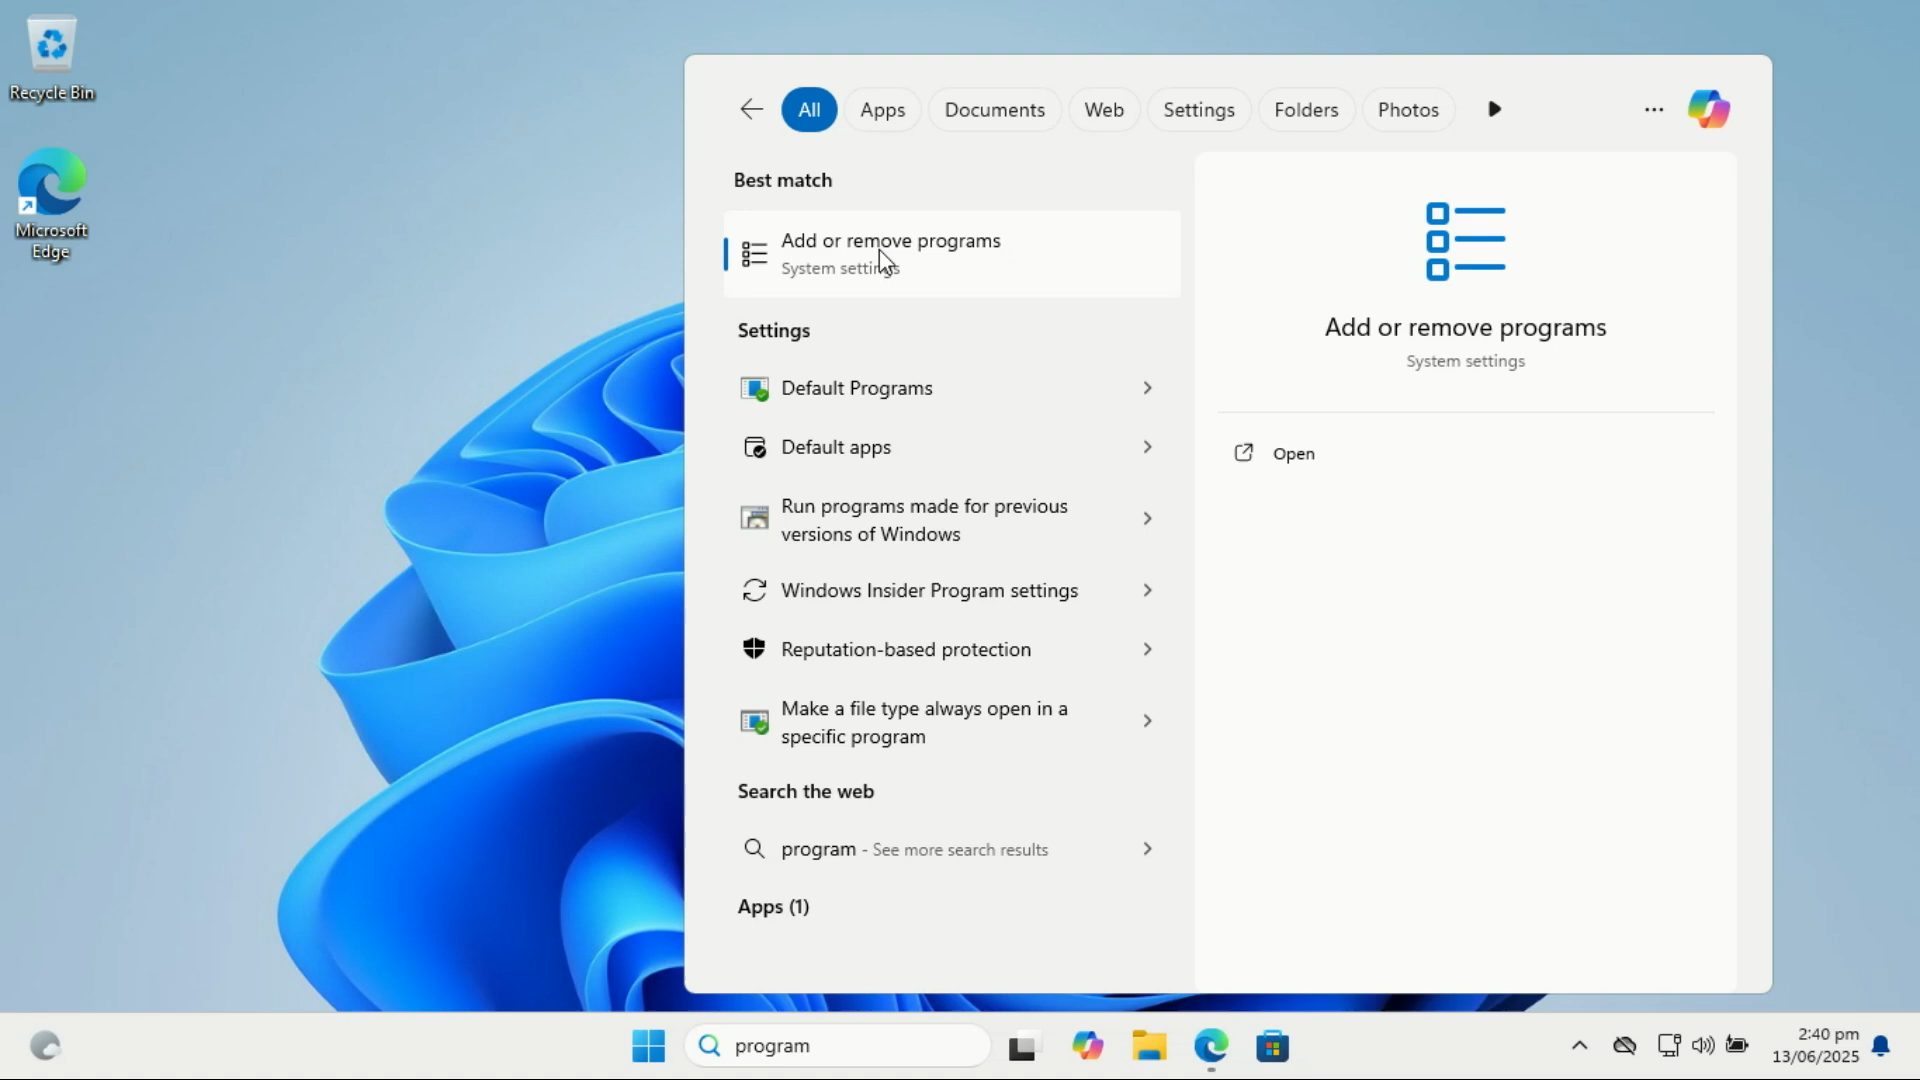 Recycle Bin
Microsoft
Edge
All
Apps
Documents
Web
Settings
Folders
Photos
Best match
Add or remove programs
System settings
Settings
Default Programs
Default apps
Run programs made for previous
versions of Windows
Windows Insider Program settings
Reputation-based protection
Make a file type always open in a
specific program
Search the web
program - See more search results
Apps (1)
Add or remove programs
System settings
Open
program
2:40 pm
13/06/2025